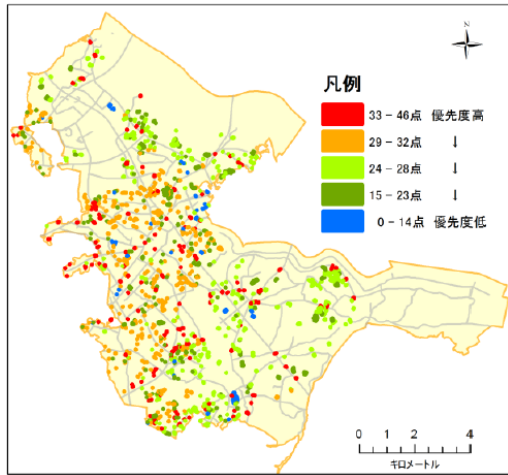 凡例
33－46点 優先度高
29－32点 ↓
24－28点 ↓
15－23点 ↓
0－14点 優先度低
0 1 2 4
キロメートル